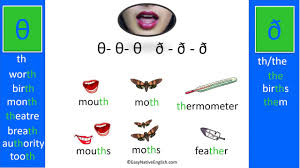 θ
θ- θ- θ ð - ð - ð
ð
th
worth
birth
month
theatre
breath
authority
tooth
mouth moth thermometer
mouths moths feather
th/the
the
births
them
©EasyNativeEnglish.com